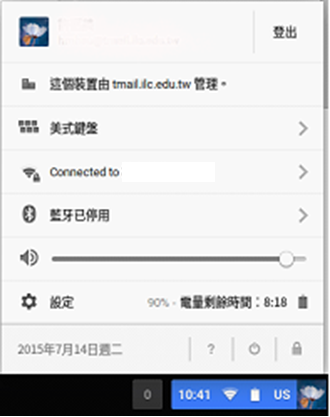 登出
這個裝置由 tmail.ilc.edu.tw 管理。
美式鍵盤
Connected to
藍牙已停用
設定 90% - 電量剩餘時間：8:18
2015年7月14日週二 ?
0 10:41 US